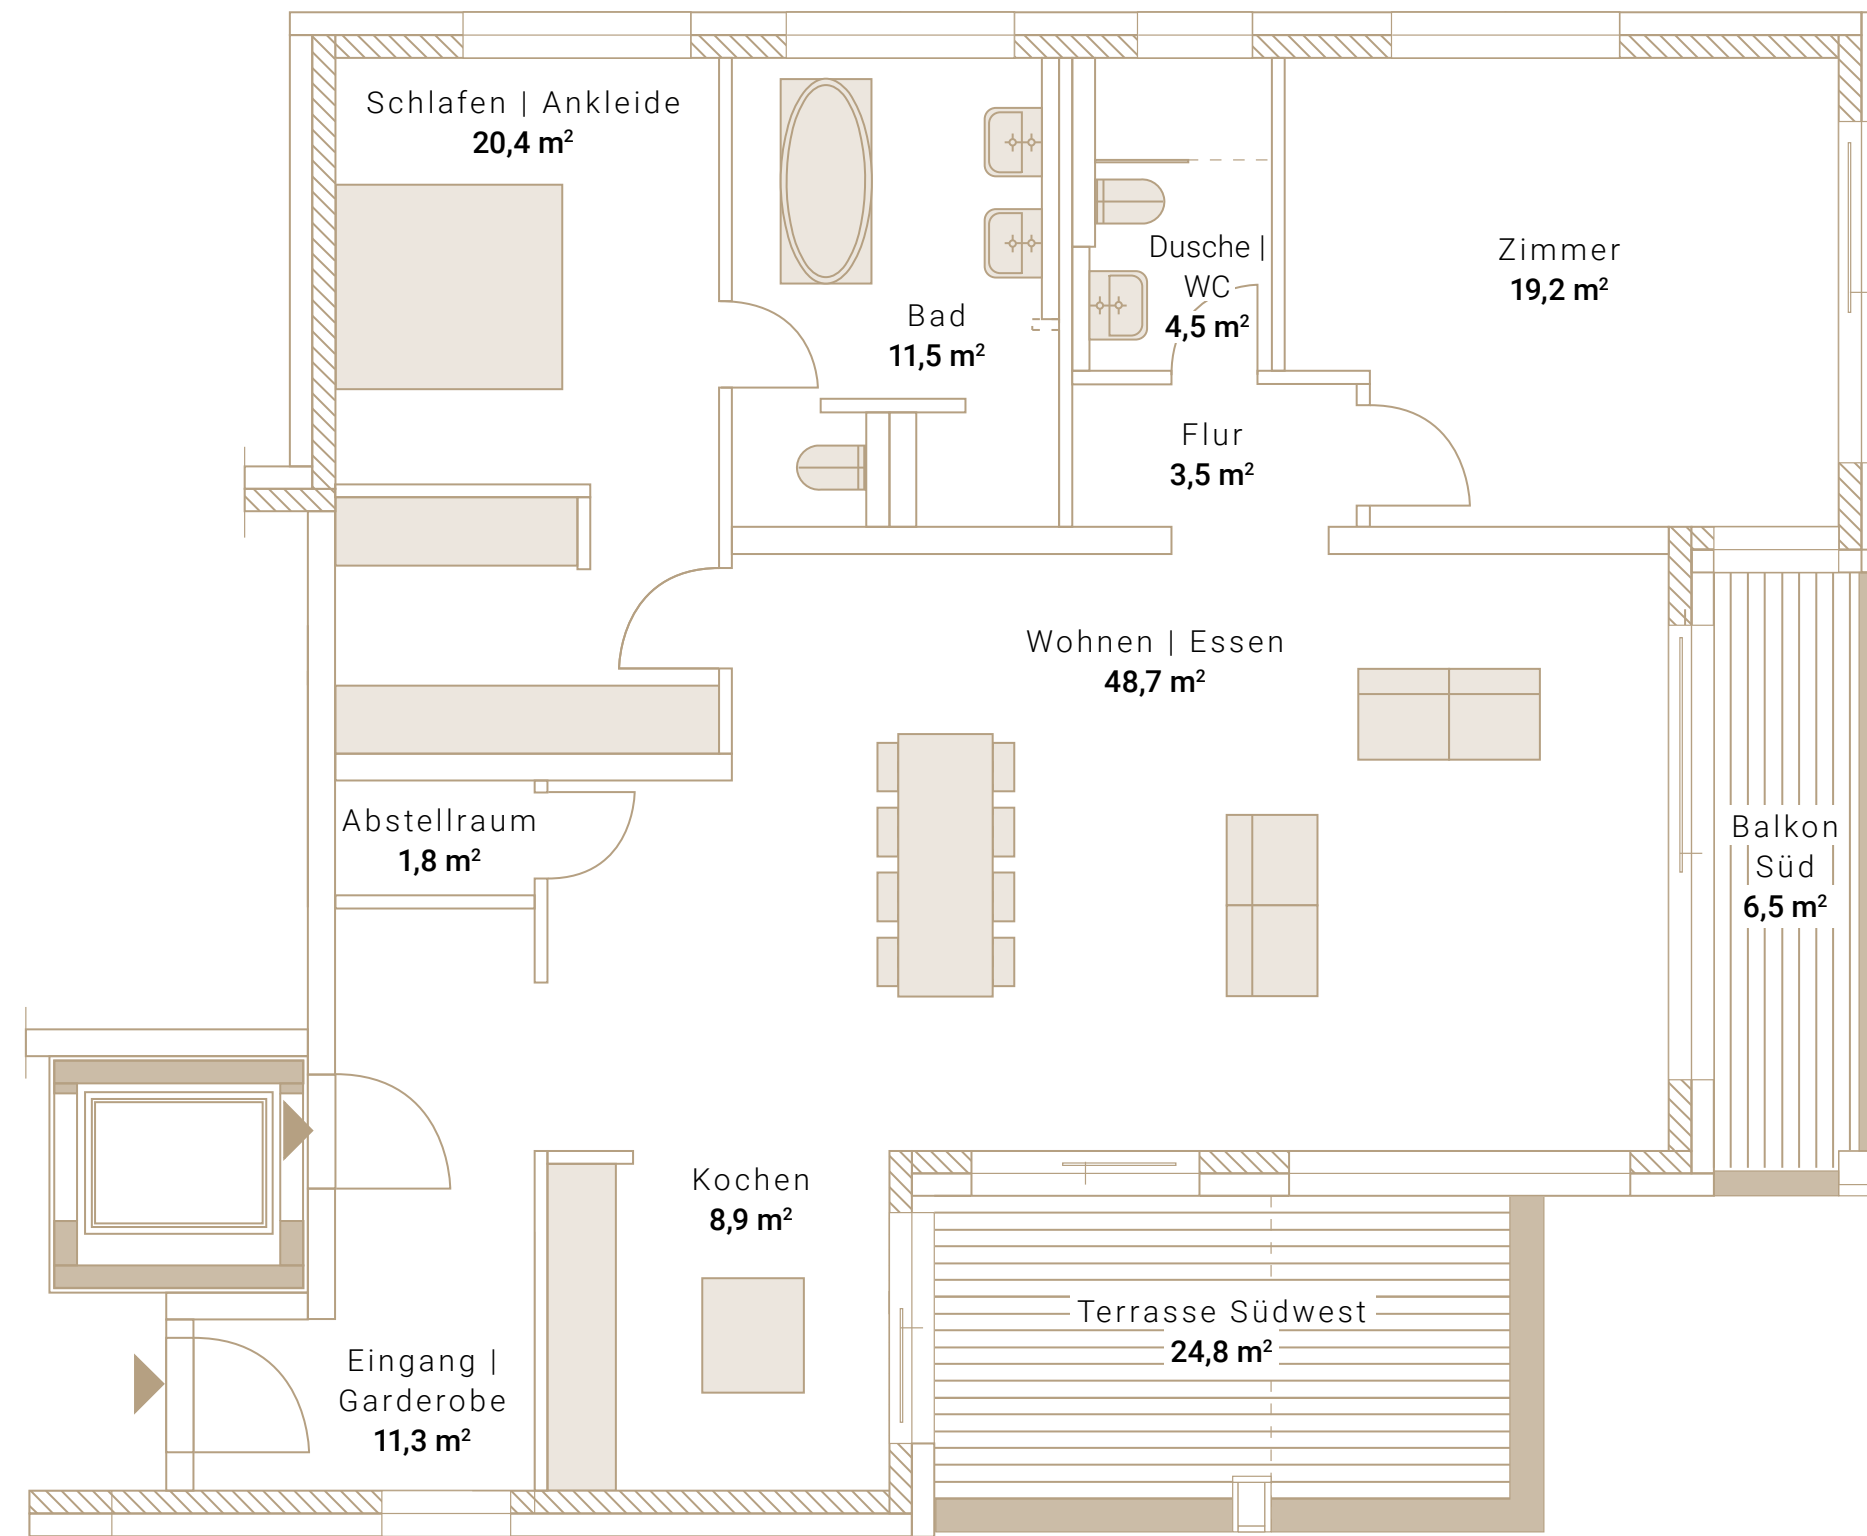 Schlafen | Ankleide
20,4 m²
Bad
11,5 m²
Dusche |
WC
4,5 m²
Zimmer
19,2 m²
Flur
3,5 m²
Wohnen | Essen
48,7 m²
Abstellraum
1,8 m²
Balkon
Süd
6,5 m²
Kochen
8,9 m²
Terrasse Südwest
24,8 m²
Eingang |
Garderobe
11,3 m²